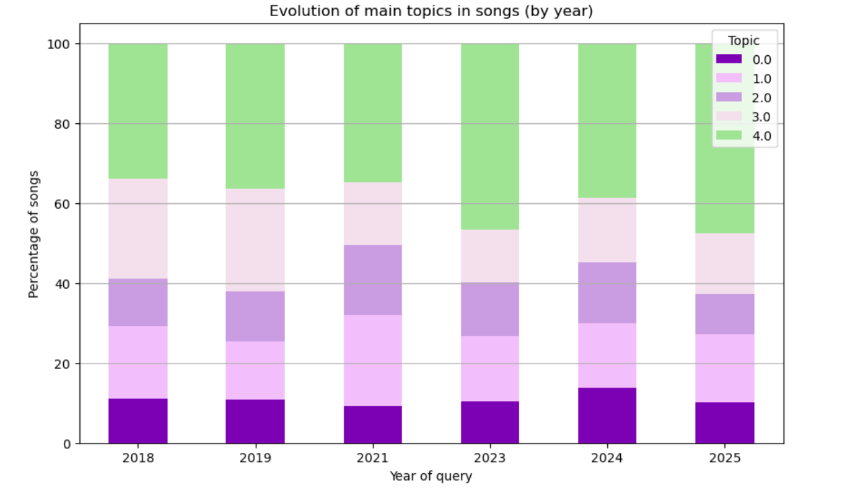 Evolution of main topics in songs (by year)
Topic
0.0
1.0
2.0
3.0
4.0
100
80
60
40
20
0
Percentage of songs
2018 2019 2021 2023 2024 2025
Year of query